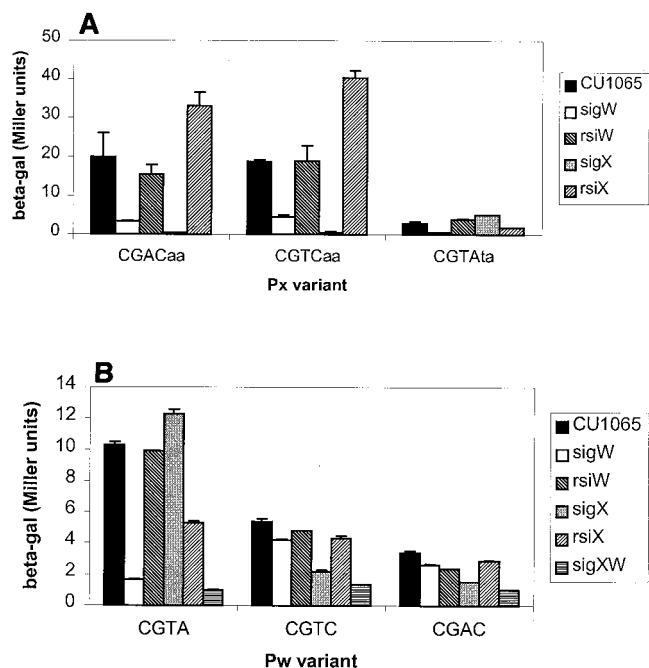 A
beta-gal (Miller units)
50
40
30
20
10
0
CGACaa CGTCaa CGTAta
Px variant
CU1065
sigW
rsiW
sigX
rsiX
B
beta-gal (Miller units)
14
12
10
8
6
4
2
0
CGTA CGTC CGAC
Pw variant
CU1065
sigW
rsiW
sigX
rsiX
sigXW